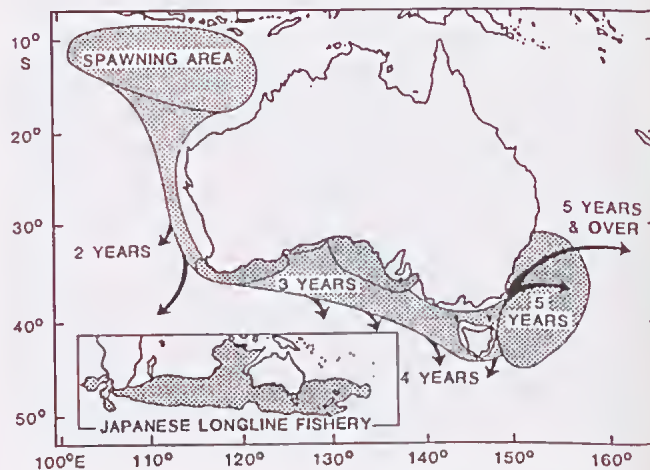 10°
S
SPAWNING AREA
20°
30°
2 YEARS
3 YEARS
5 YEARS
& OVER
5
YEARS
40°
4 YEARS
JAPANESE LONGLINE FISHERY
50°
100°E
110°
120°
130°
140°
150°
160°